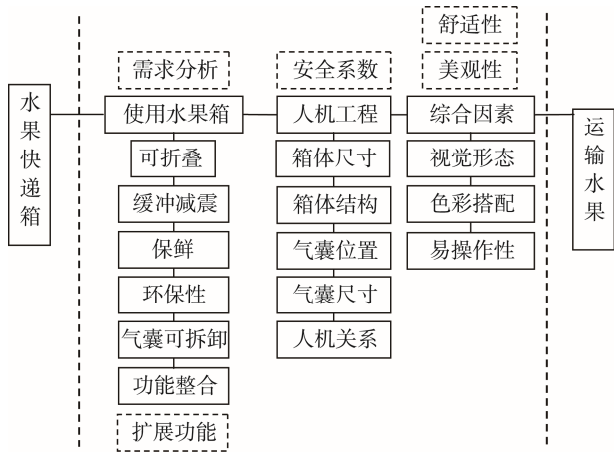 水果快递箱
需求分析
使用水果箱
可折叠
缓冲减震
保鲜
环保性
气囊可拆卸
功能整合
扩展功能
安全系数
人机工程
箱体尺寸
箱体结构
气囊位置
气囊尺寸
人机关系
舒适性
美观性
综合因素
视觉形态
色彩搭配
易操作性
运输水果